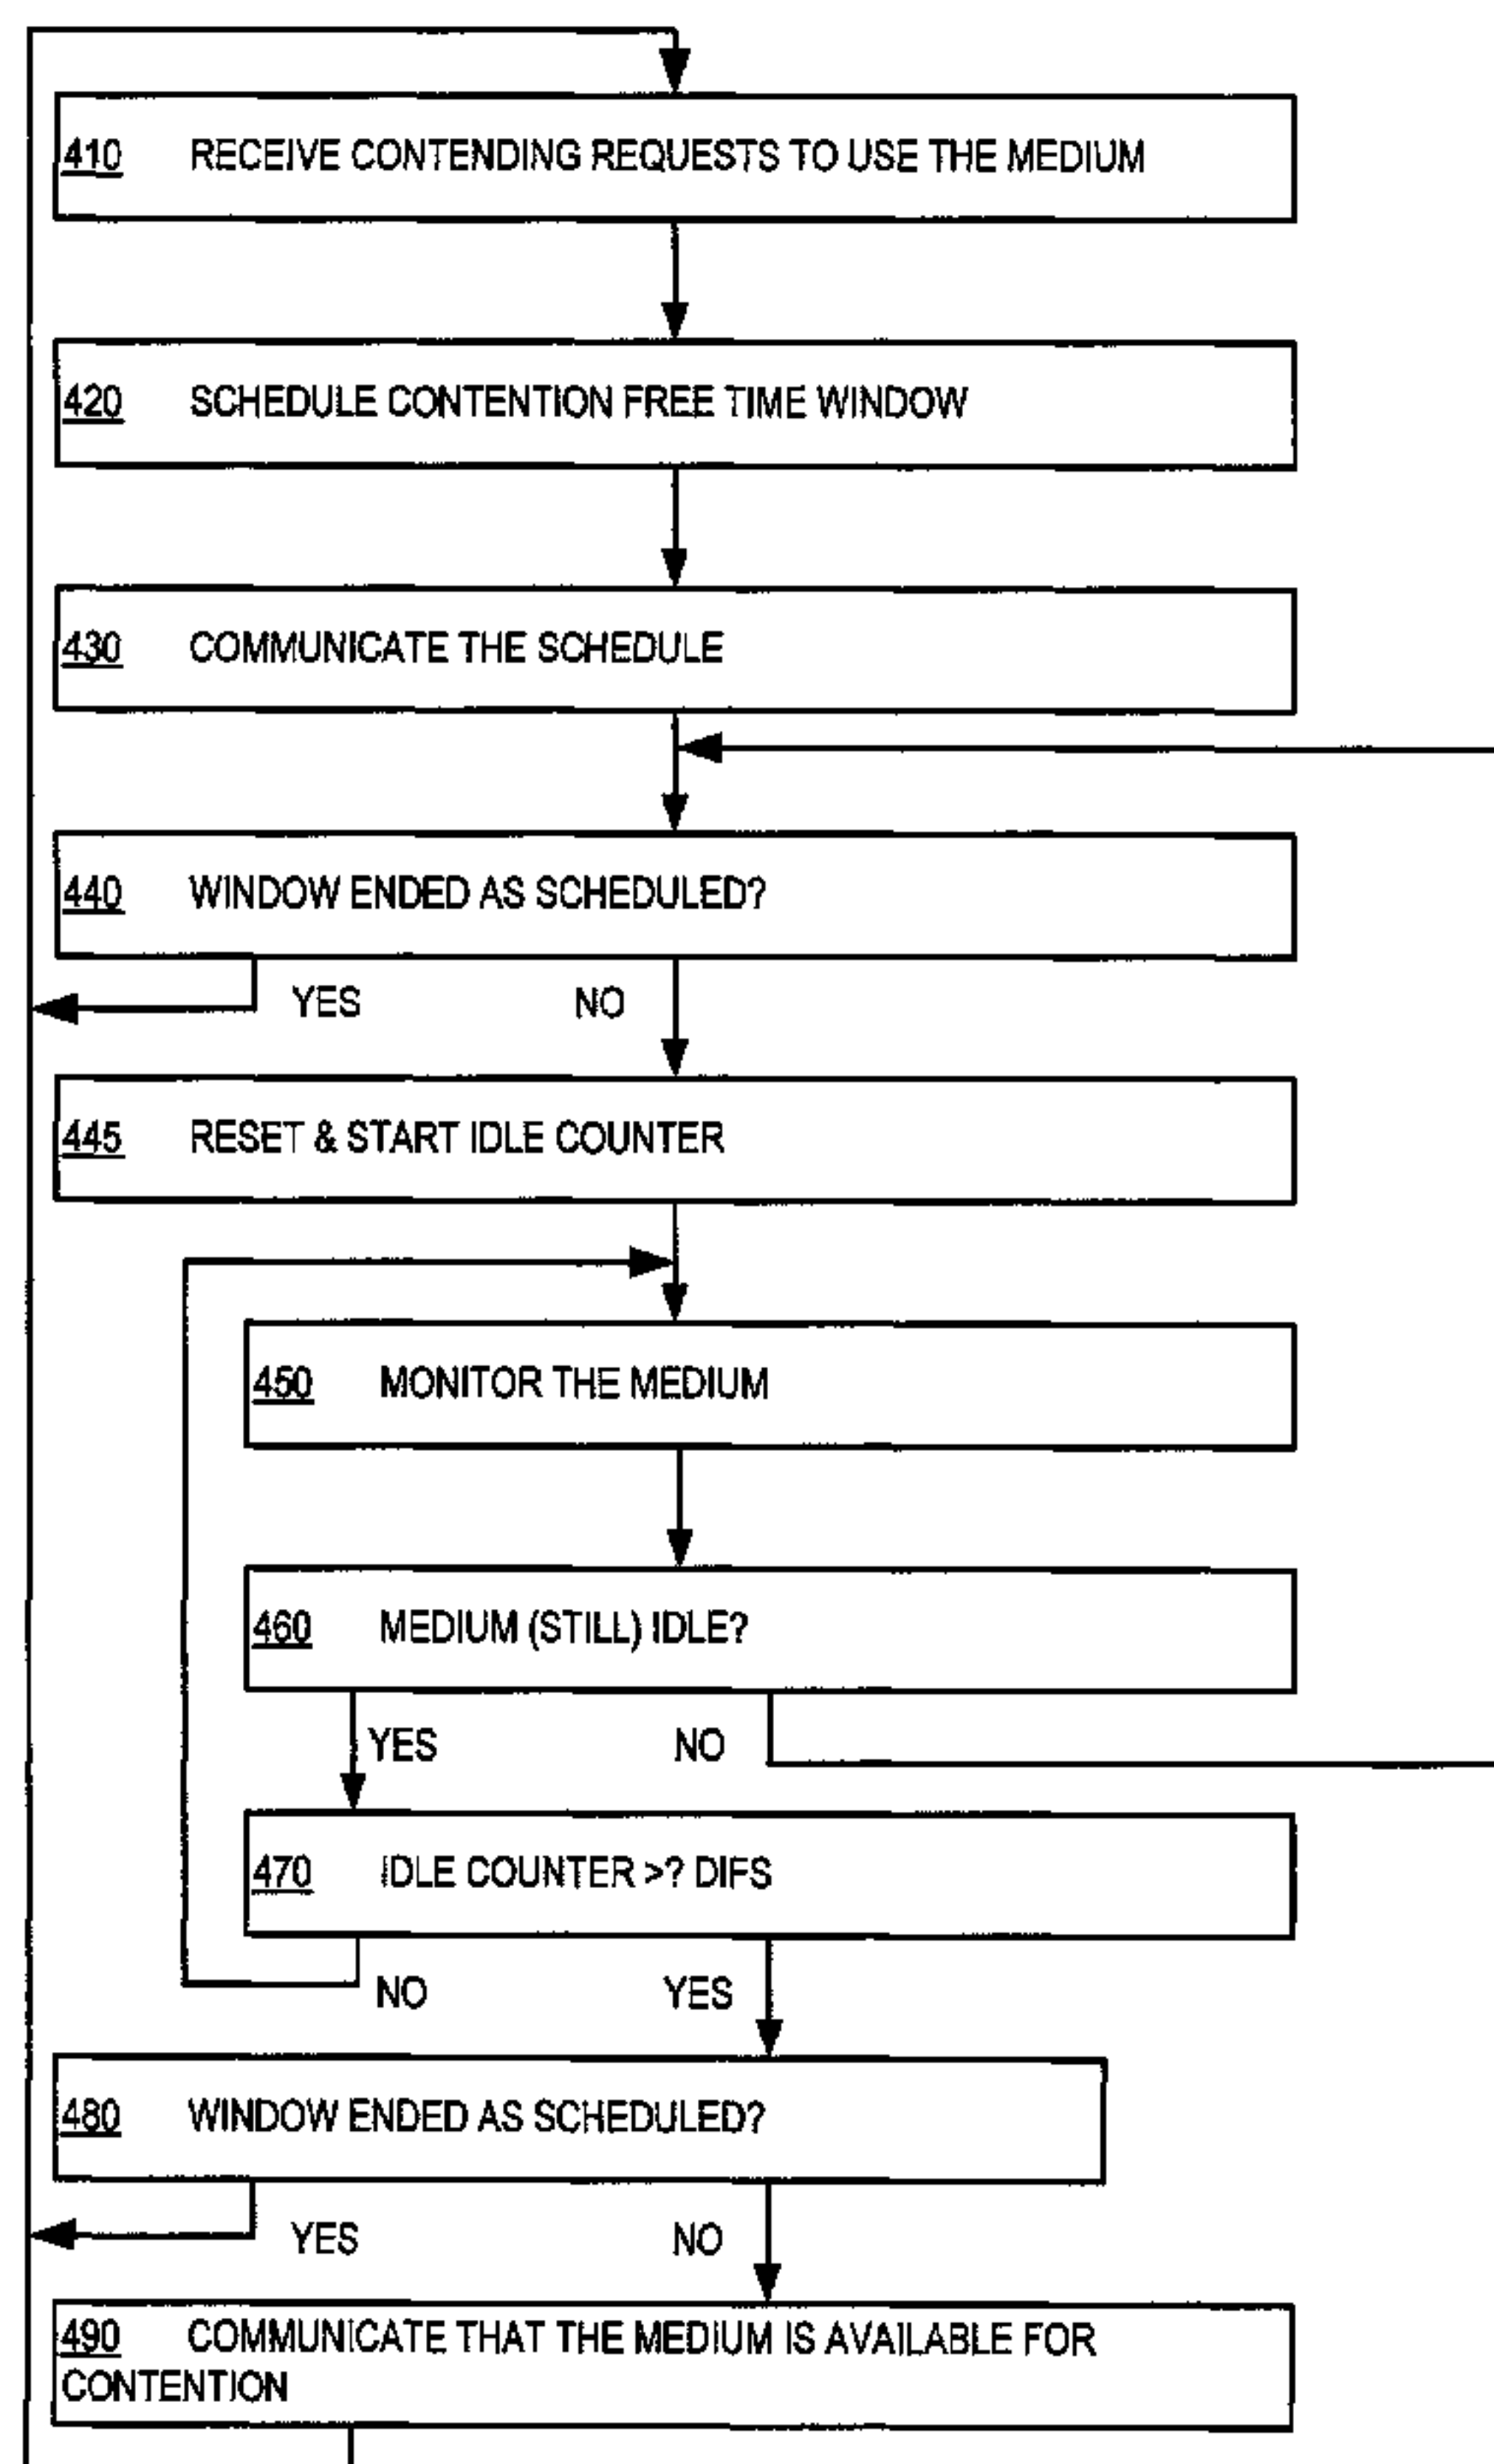 410 RECEIVE CONTENDING REQUESTS TO USE THE MEDIUM
420 SCHEDULE CONTENTION FREE TIME WINDOW
430 COMMUNICATE THE SCHEDULE
440 WINDOW ENDED AS SCHEDULED?
YES NO
445 RESET & START IDLE COUNTER
450 MONITOR THE MEDIUM
460 MEDIUM (STILL) IDLE?
YES NO
470 IDLE COUNTER >? DIFS
NO YES
480 WINDOW ENDED AS SCHEDULED?
YES NO
490 COMMUNICATE THAT THE MEDIUM IS AVAILABLE FOR
CONTENTION